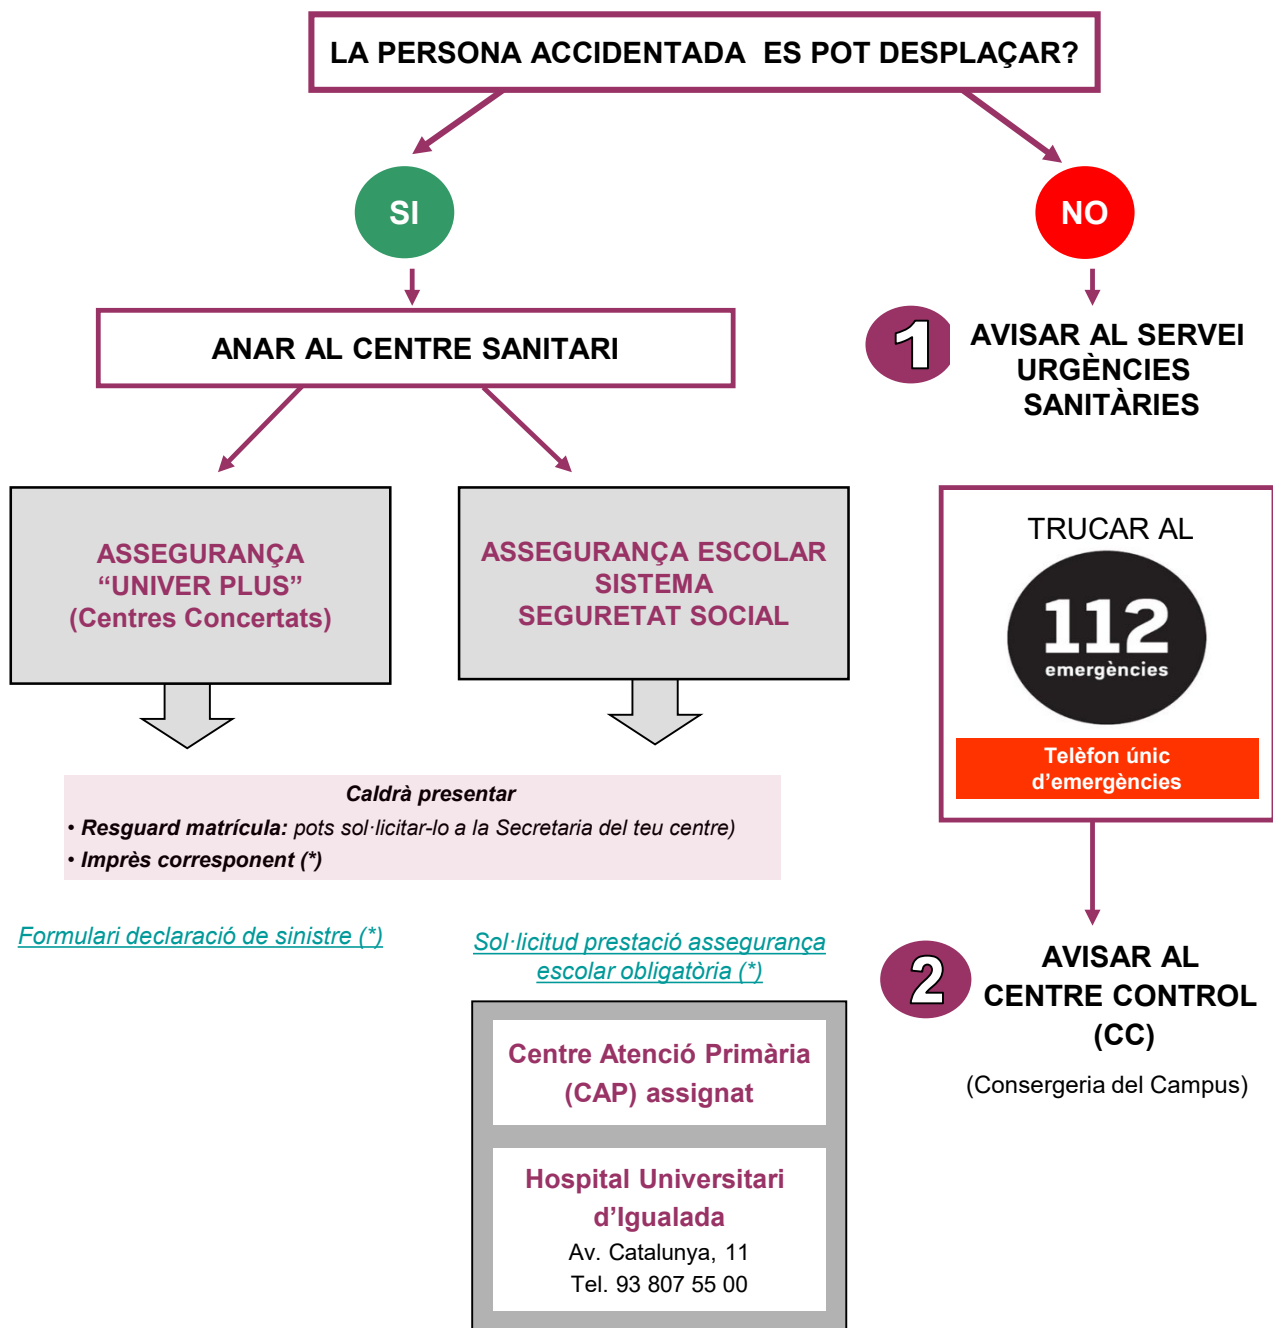 LA PERSONA ACCIDENTADA ES POT DESPLAÇAR?
SI
NO
ANAR AL CENTRE SANITARI
1
AVISAR AL SERVEI
URGÈNCIES
SANITÀRIES
ASSEGURANÇA
“UNIVER PLUS”
(Centres Concertats)
ASSEGURANÇA ESCOLAR
SISTEMA
SEGURETAT SOCIAL
TRUCAR AL
112
emergències
Telèfon únic
d’emergències
Caldrà presentar
• Resguard matrícula: pots sol·licitar-lo a la Secretaria del teu centre)
• Imprès corresponent (*)
Formulari declaració de sinistre (*)
Sol·licitud prestació assegurança
escolar obligatòria (*)
2
AVISAR AL
CENTRE CONTROL
(CC)
(Consergeria del Campus)
Centre Atenció Primària
(CAP) assignat
Hospital Universitari
d’Igualada
Av. Catalunya, 11
Tel. 93 807 55 00